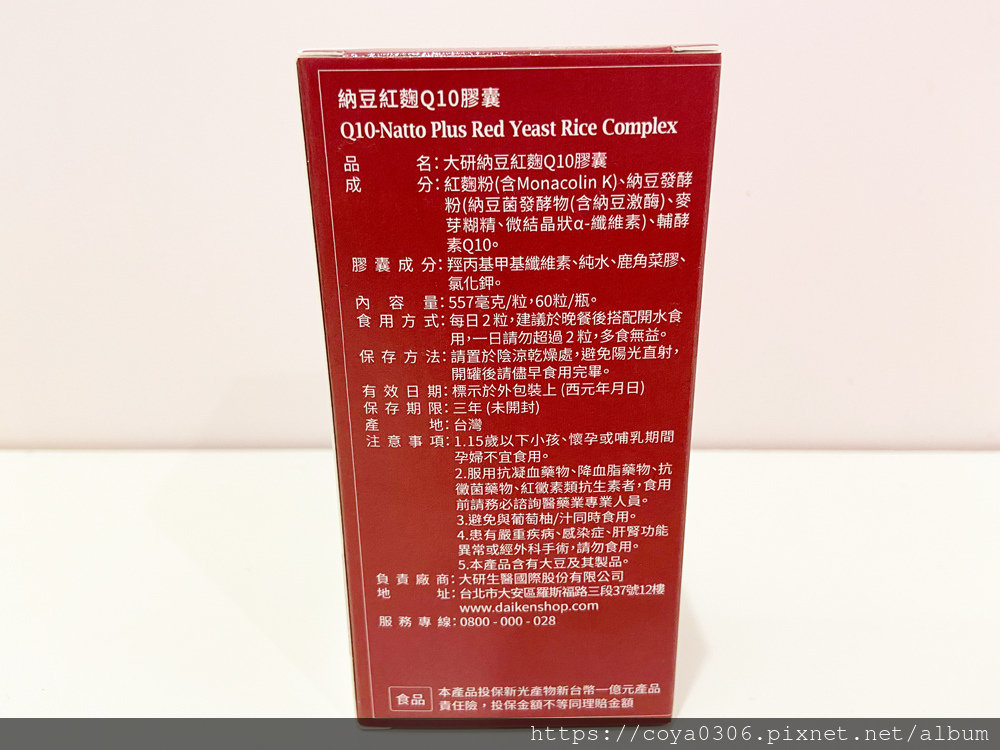 納豆紅麴Q10膠囊
Q10-Natto Plus Red Yeast Rice Complex
品名：大研納豆紅麴Q10膠囊
成分：紅麴粉(含Monacolin K)、納豆發酵
粉(納豆菌發酵物(含納豆激酶)、麥
芽糊精、微結晶狀α-纖維素)、輔酵
素Q10。
膠囊成分：羥丙基甲基纖維素、純水、鹿角菜膠、
氯化鉀。
內容量：557毫克/粒，60粒/瓶。
食用方式：每日2粒，建議於晚餐後搭配開水食
用，一日請勿超過2粒，多食無益。
保存方法：請置於陰涼乾燥處，避免陽光直射，
開罐後請儘早食用完畢。
有效日期：標示於外包裝上 (西元年月日)
保存期限：三年 (未開封)
產地：台灣
注意事項：1.15歲以下小孩、懷孕或哺乳期間
孕婦不宜食用。
2.服用抗凝血藥物、降血脂藥物、抗
黴菌藥物、紅黴素類抗生素者，食用
前請務必諮詢醫藥業專業人員。
3.避免與葡萄柚/汁同時食用。
4.患有嚴重疾病、感染症、肝腎功能
異常或經外科手術，請勿食用。
5.本產品含有大豆及其製品。
負責廠商：大研生醫國際股份有限公司
地址：台北市大安區羅斯福路三段37號12樓
www.daikenshop.com
服務專線：0800 - 000 - 028
食品
本產品投保新光產物新台幣一億元產品
責任險，投保金額不等同理賠金額
https://coya0306.pixnet.net/album